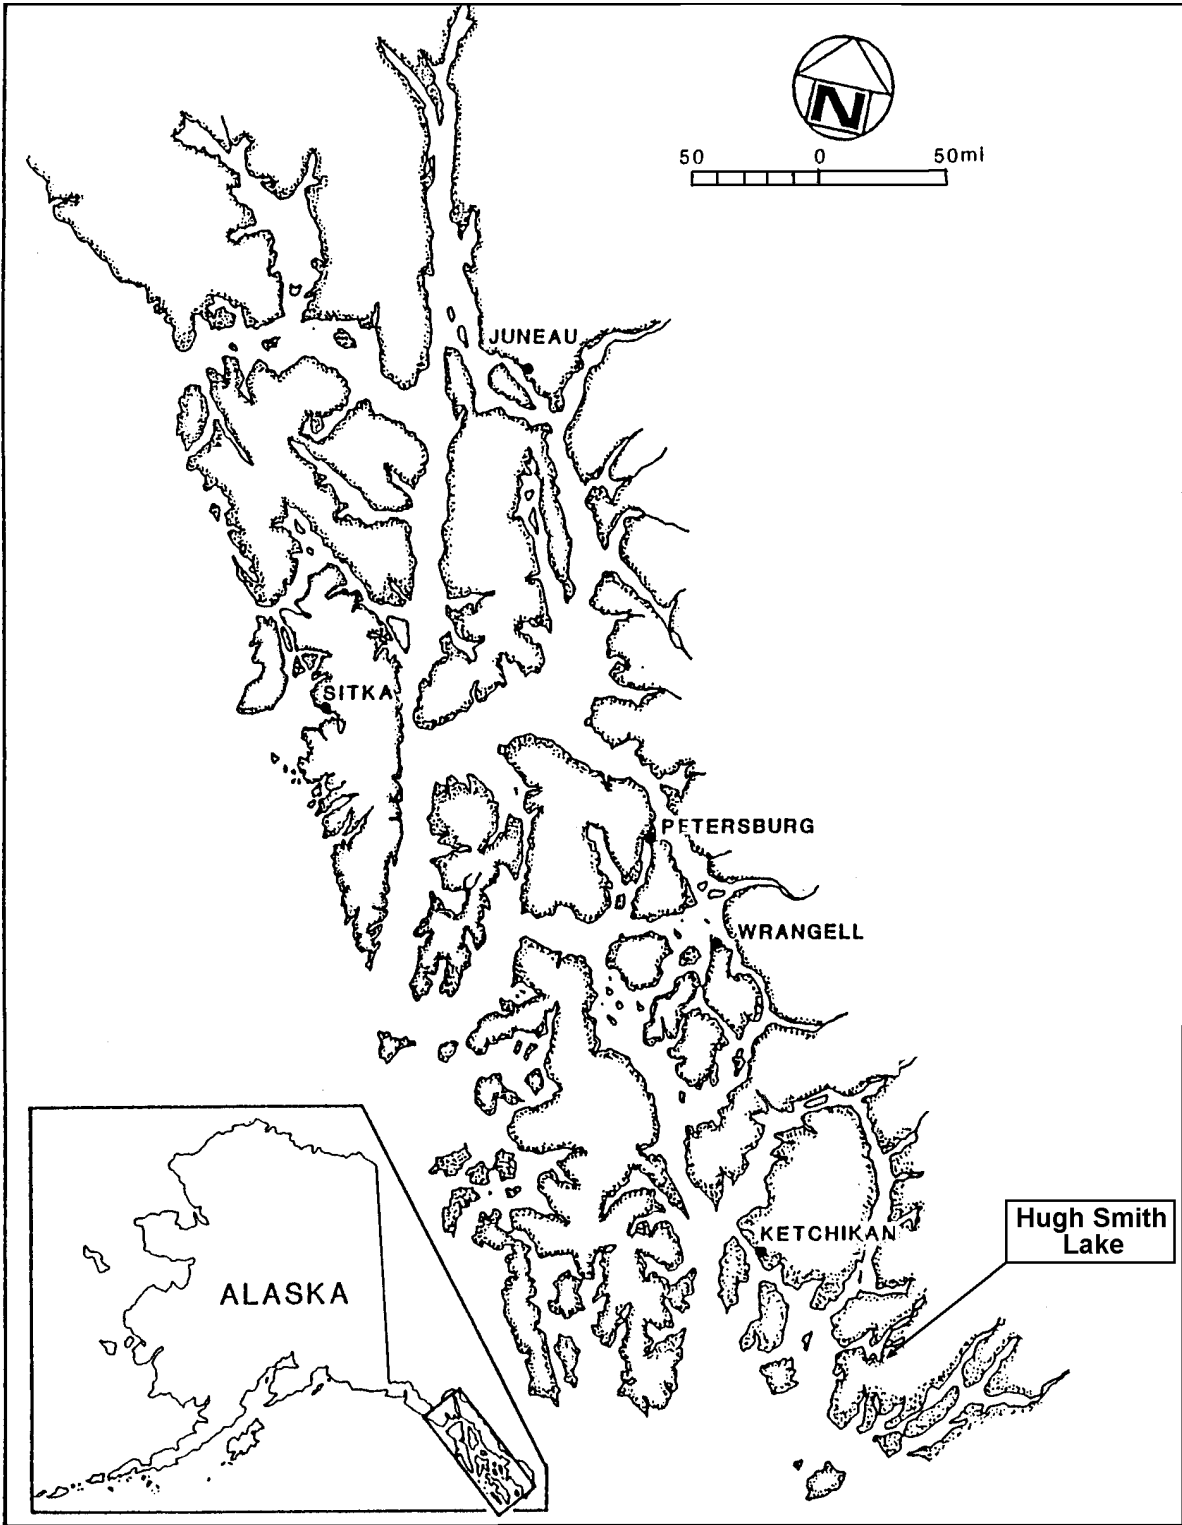 N
50 0 50mi
JUNEAU
SITKA
PETERSBURG
WRANGELL
Hugh Smith
Lake
KETCHIKAN
ALASKA